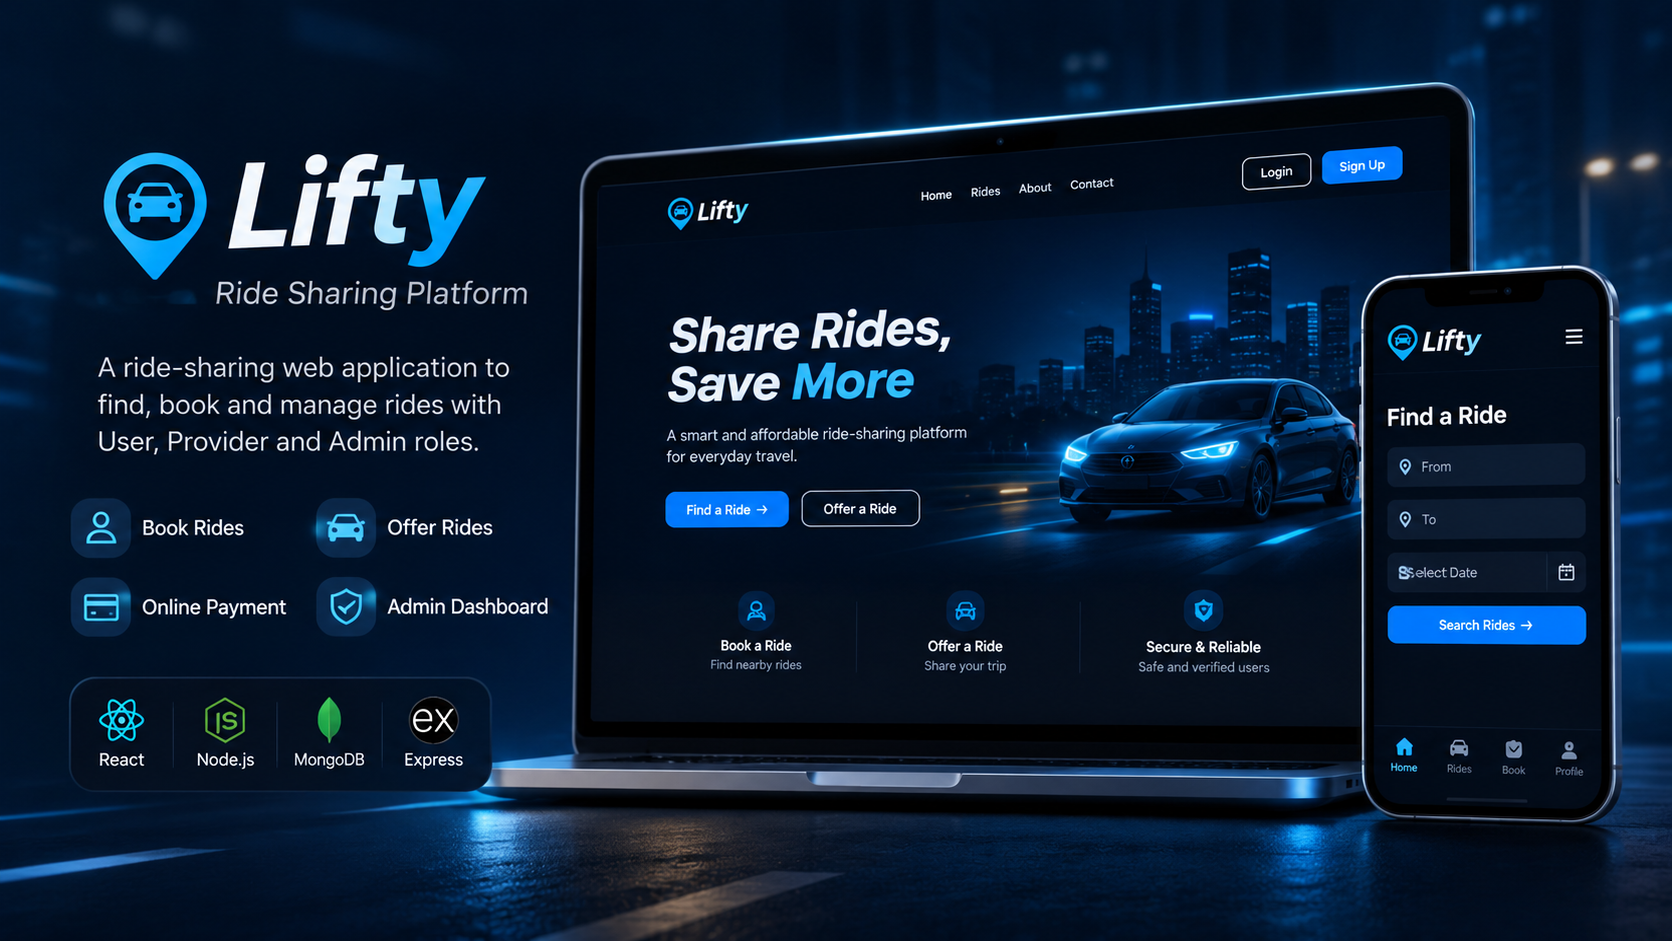 Lifty
Ride Sharing Platform
A ride-sharing web application to
find, book and manage rides with
User, Provider and Admin roles.
Book Rides
Offer Rides
Online Payment
Admin Dashboard
React
Node.js
MongoDB
ex
Express
Lifty
Home
Rides
About
Contact
Login
Sign Up
Share Rides,
Save More
A smart and affordable ride-sharing platform
for everyday travel.
Find a Ride →
Offer a Ride
Book a Ride
Find nearby rides
Offer a Ride
Share your trip
Secure & Reliable
Safe and verified users
Lifty
Find a Ride
From
To
Date
Search Rides →
Home
Rides
Book
Profile